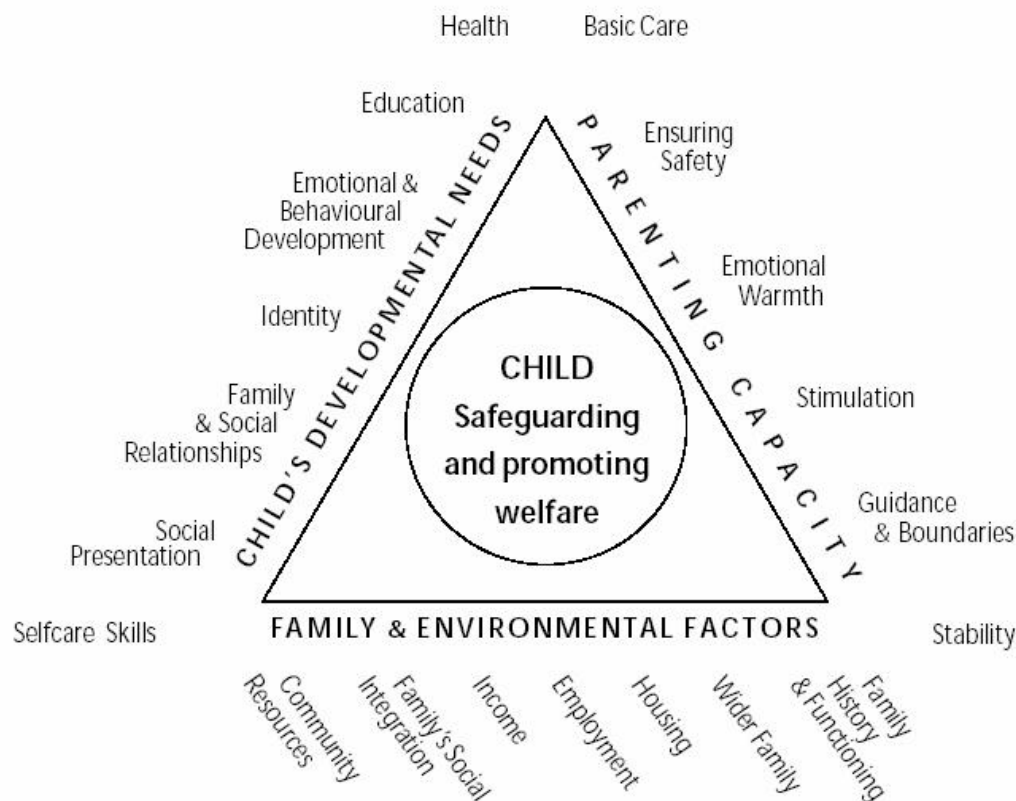 Health
Basic Care
Education
Ensuring
Safety
Emotional &
Behavioural
Development
Emotional
Warmth
Identity
Stimulation
Family
& Social
Relationships
Guidance
& Boundaries
Social
Presentation
Selfcare Skills
Stability
CHILD'S DEVELOPMENTAL NEEDS
PARENTING CAPACITY
CHILD
Safeguarding
and promoting
welfare
FAMILY & ENVIRONMENTAL FACTORS
Community
Resources
Family's Social
Integration
Income
Employment
Housing
Wider Family
Family
History
& Functioning